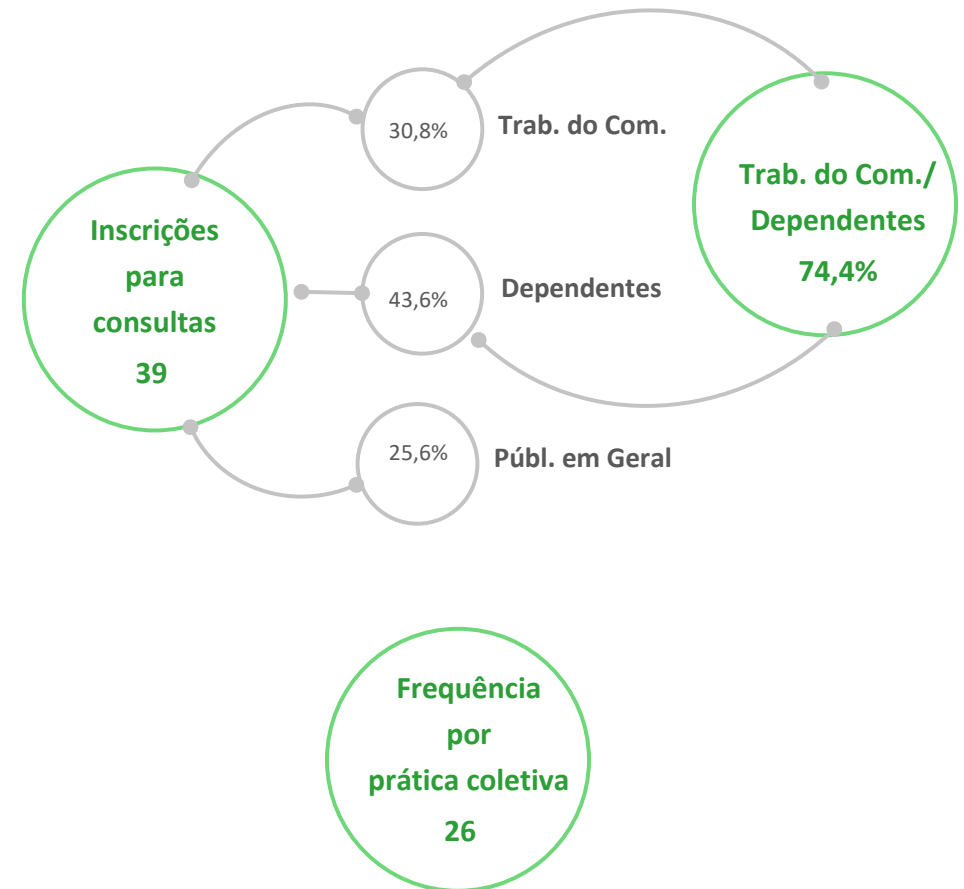 Inscrições
para
consultas
39
30,8%
Trab. do Com.
43,6%
Dependentes
25,6%
Públ. em Geral
Trab. do Com./
Dependentes
74,4%
Frequência
por
prática coletiva
26